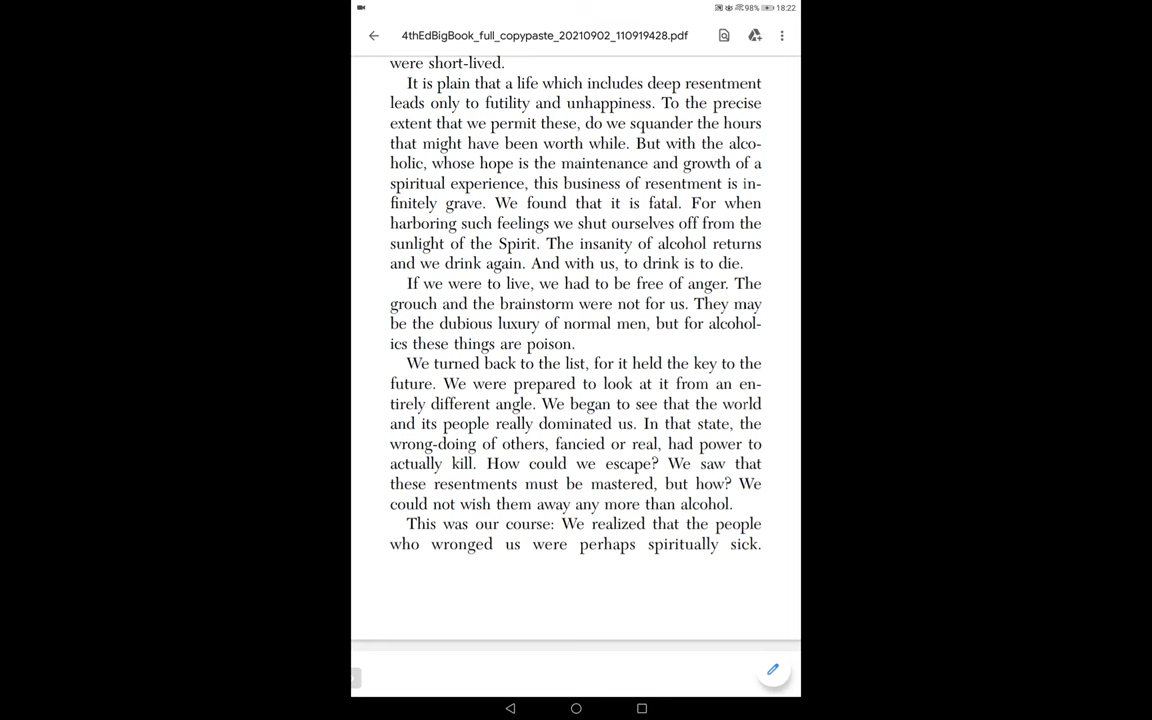 98% 18:22
4thEdBigBook_full_copypaste_20210902_110919428.pdf
were short-lived.
It is plain that a life which includes deep resentment
leads only to futility and unhappiness. To the precise
extent that we permit these, do we squander the hours
that might have been worth while. But with the alco-
holic, whose hope is the maintenance and growth of a
spiritual experience, this business of resentment is in-
finitely grave. We found that it is fatal. For when
harboring such feelings we shut ourselves off from the
sunlight of the Spirit. The insanity of alcohol returns
and we drink again. And with us, to drink is to die.
If we were to live, we had to be free of anger. The
grouch and the brainstorm were not for us. They may
be the dubious luxury of normal men, but for alcohol-
ics these things are poison.
We turned back to the list, for it held the key to the
future. We were prepared to look at it from an en-
tirely different angle. We began to see that the world
and its people really dominated us. In that state, the
wrong-doing of others, fancied or real, had power to
actually kill. How could we escape? We saw that
these resentments must be mastered, but how? We
could not wish them away any more than alcohol.
This was our course: We realized that the people
who wronged us were perhaps spiritually sick.